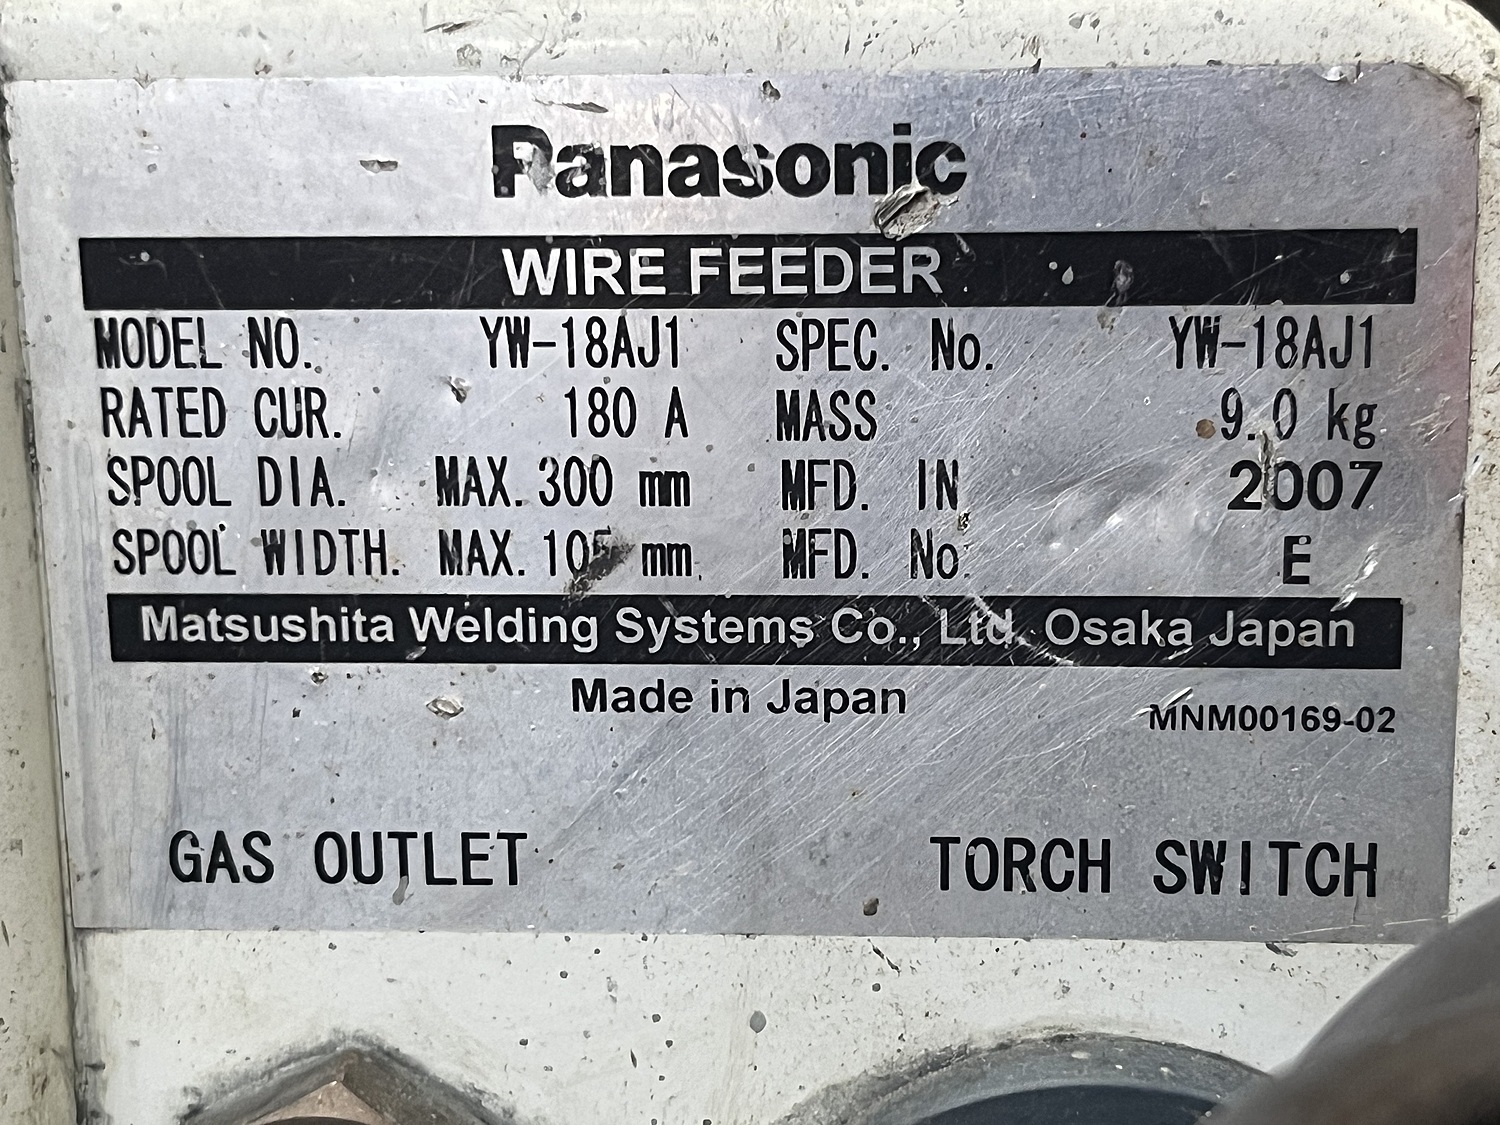 Panasonic
WIRE FEEDER
MODEL NO. YW-18AJ1 SPEC. No. YW-18AJ1
RATED CUR. 180 A MASS 9.0 kg
SPOOL DIA. MAX. 300 mm MFD. IN 2007
SPOOL WIDTH. MAX. 105 mm MFD. No. E
Matsushita Welding Systems Co., Ltd. Osaka Japan
Made in Japan
MNM00169-02
GAS OUTLET TORCH SWITCH